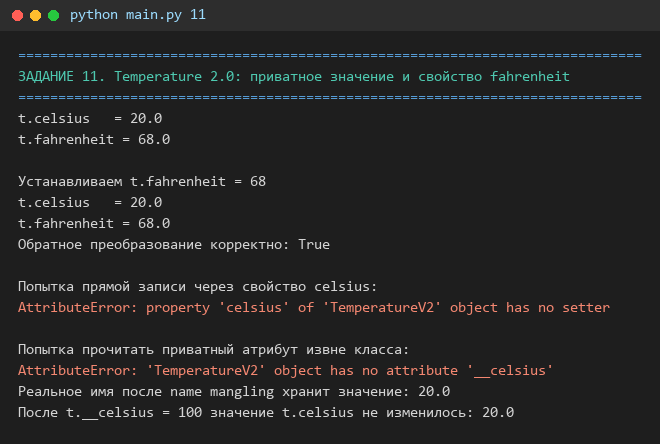 python main.py 11
==============================================================================
ЗАДАНИЕ 11. Temperature 2.0: приватное значение и свойство fahrenheit
==============================================================================
t.celsius   = 20.0
t.fahrenheit = 68.0
Устанавливаем t.fahrenheit = 68
t.celsius   = 20.0
t.fahrenheit = 68.0
Обратное преобразование корректно: True
Попытка прямой записи через свойство celsius:
AttributeError: property 'celsius' of 'TemperatureV2' object has no setter
Попытка прочитать приватный атрибут извне класса:
AttributeError: 'TemperatureV2' object has no attribute '__celsius'
Реальное имя после name mangling хранит значение: 20.0
После t.__celsius = 100 значение t.celsius не изменилось: 20.0